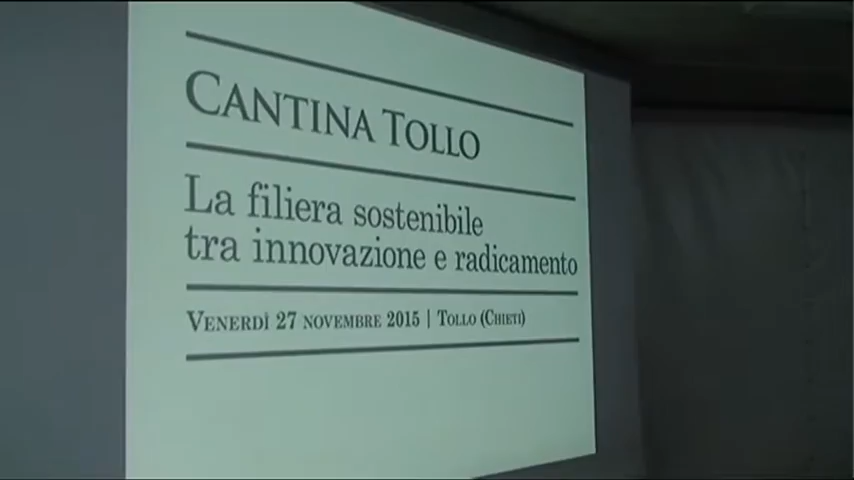 CANTINA TOLLO
La filiera sostenibile
tra innovazione e radicamento
VENERDÌ 27 NOVEMBRE 2015 | TOLLO (CHIETI)